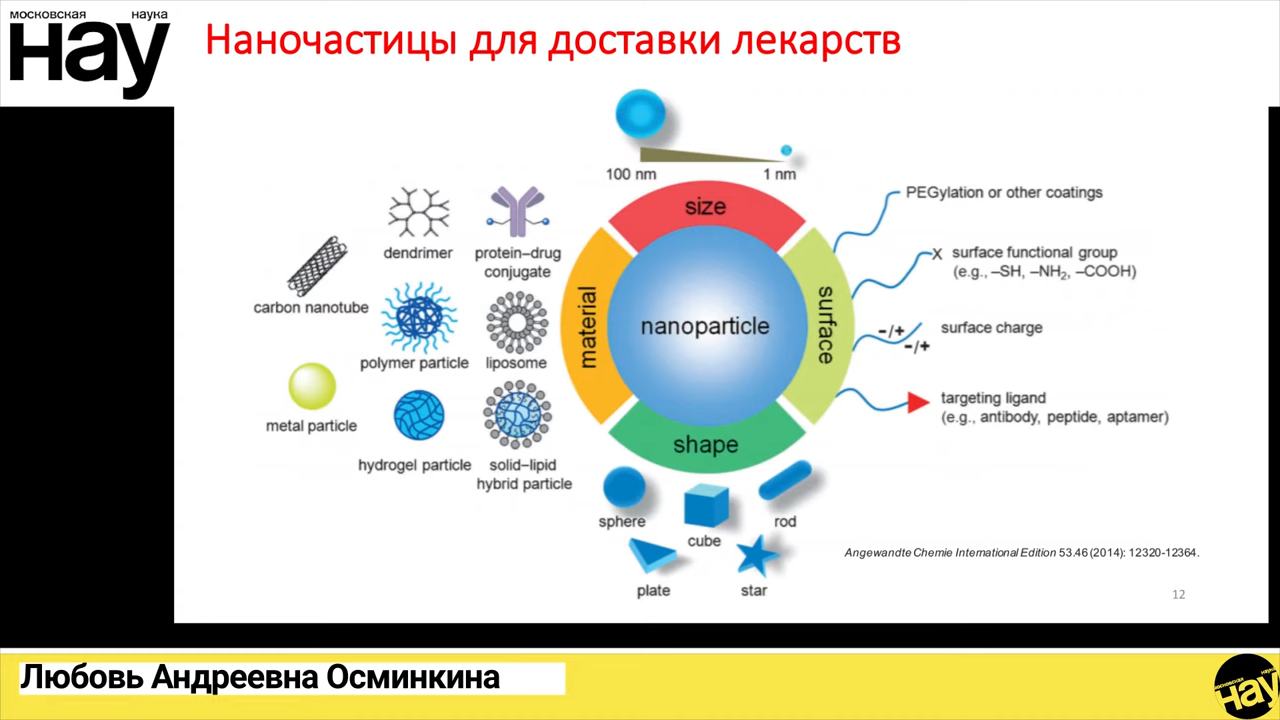 московская наука
нау
Наночастицы для доставки лекарств
100 nm
1 nm
size
material
surface
shape
nanoparticle
dendrimer
protein–drug
conjugate
carbon nanotube
polymer particle
liposome
metal particle
hydrogel particle
solid–lipid
hybrid particle
PEGylation or other coatings
X
surface functional group
(e.g., –SH, –NH₂, –COOH)
–/+
–/+
surface charge
targeting ligand
(e.g., antibody, peptide, aptamer)
sphere
cube
rod
plate
star
Angewandte Chemie International Edition 53.46 (2014): 12320-12364.
12
Любовь Андреевна Осминкина
московская наука
нау